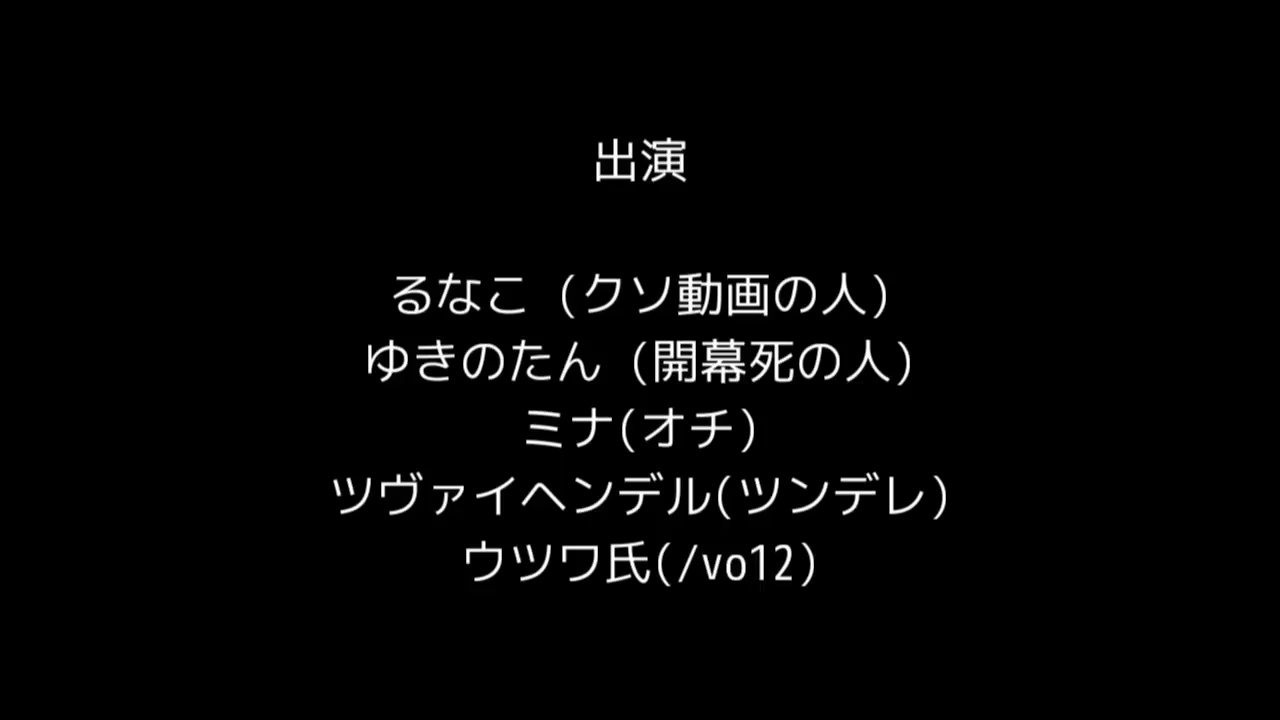 出演
るなこ (クソ動画の人)
ゆきのたん (開幕死の人)
ミナ(オチ)
ツヴァイヘンデル(ツンデレ)
ウツワ氏(/vo12)